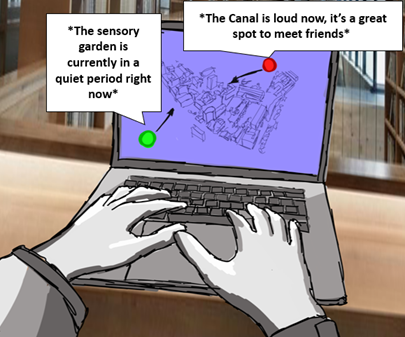 *The sensory
garden is
currently in a
quiet period right
now*
*The Canal is loud now, it's a great
spot to meet friends*